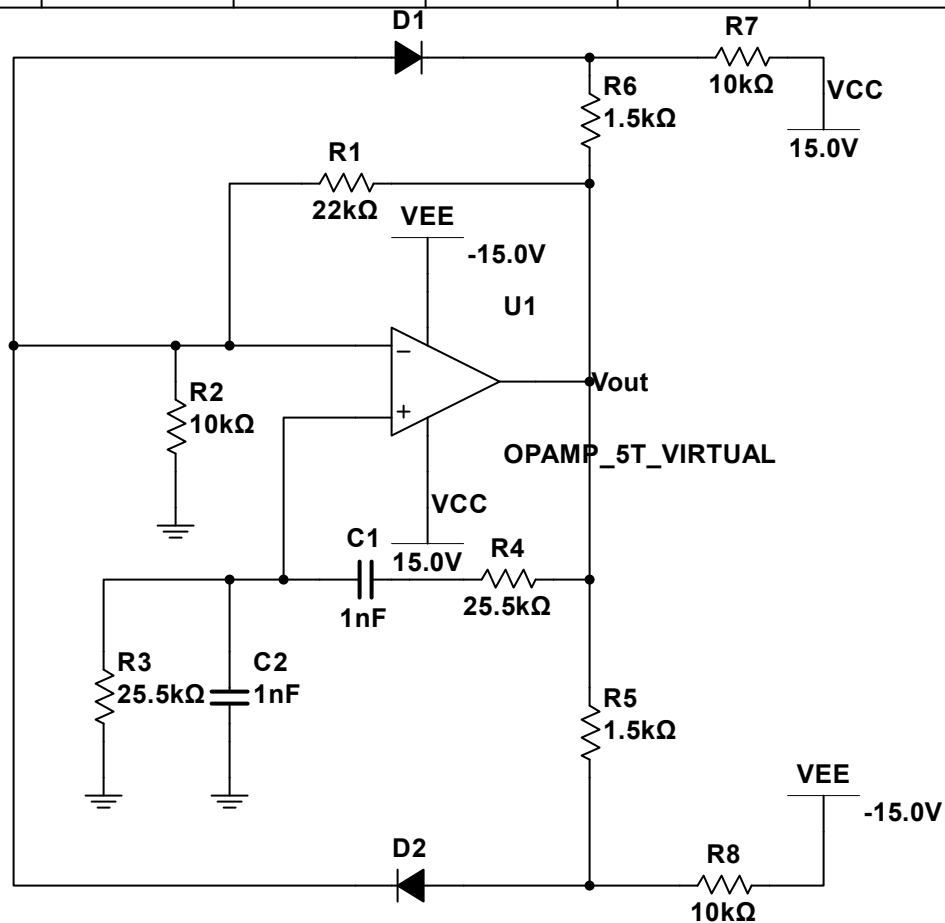 D1
R7
10kΩ
VCC
15.0V
R6
1.5kΩ
R1
22kΩ
VEE
-15.0V
U1
R2
10kΩ
Vout
OPAMP_5T_VIRTUAL
VCC
15.0V
C1
1nF
R4
25.5kΩ
R3
25.5kΩ
C2
1nF
R5
1.5kΩ
VEE
-15.0V
D2
R8
10kΩ